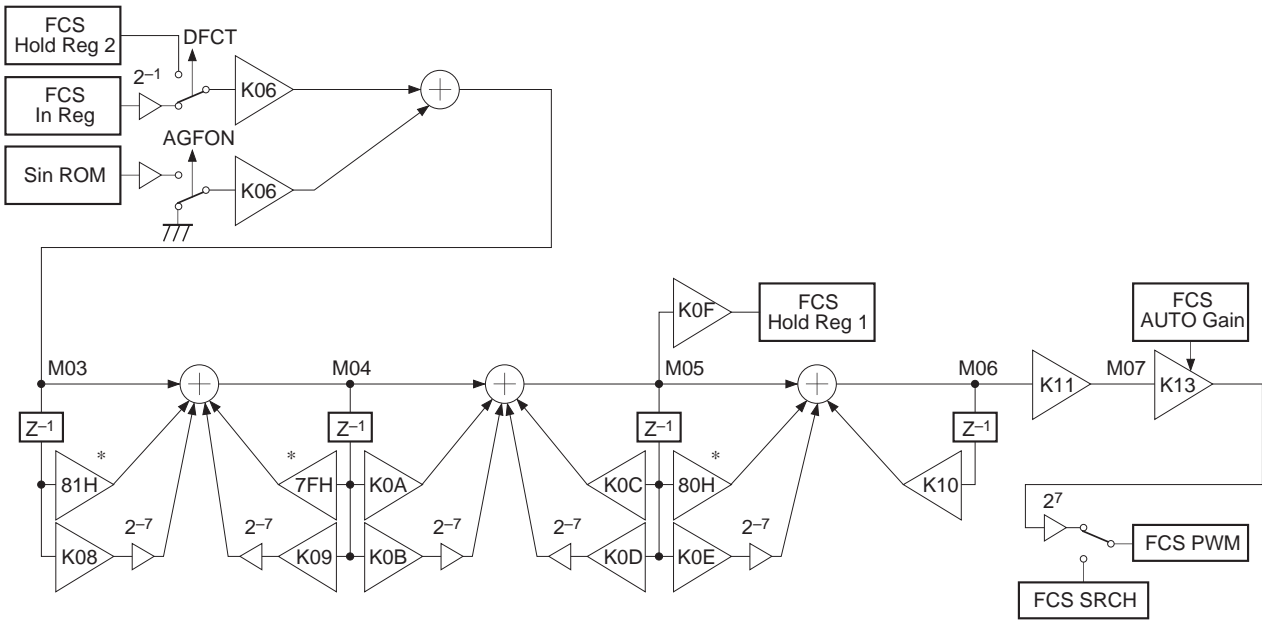 FCS
Hold Reg 2
DFCT
2–1
K06
FCS
In Reg
AGFON
Sin ROM
K06
K0F
FCS
Hold Reg 1
FCS
AUTO Gain
M03
M04
M05
M06
K11
M07
K13
Z–1
Z–1
Z–1
Z–1
81H
*
*
7FH
K0A
K0C
80H
*
K10
K08
2–7
2–7
K09
K0B
2–7
2–7
K0D
K0E
2–7
27
FCS PWM
FCS SRCH